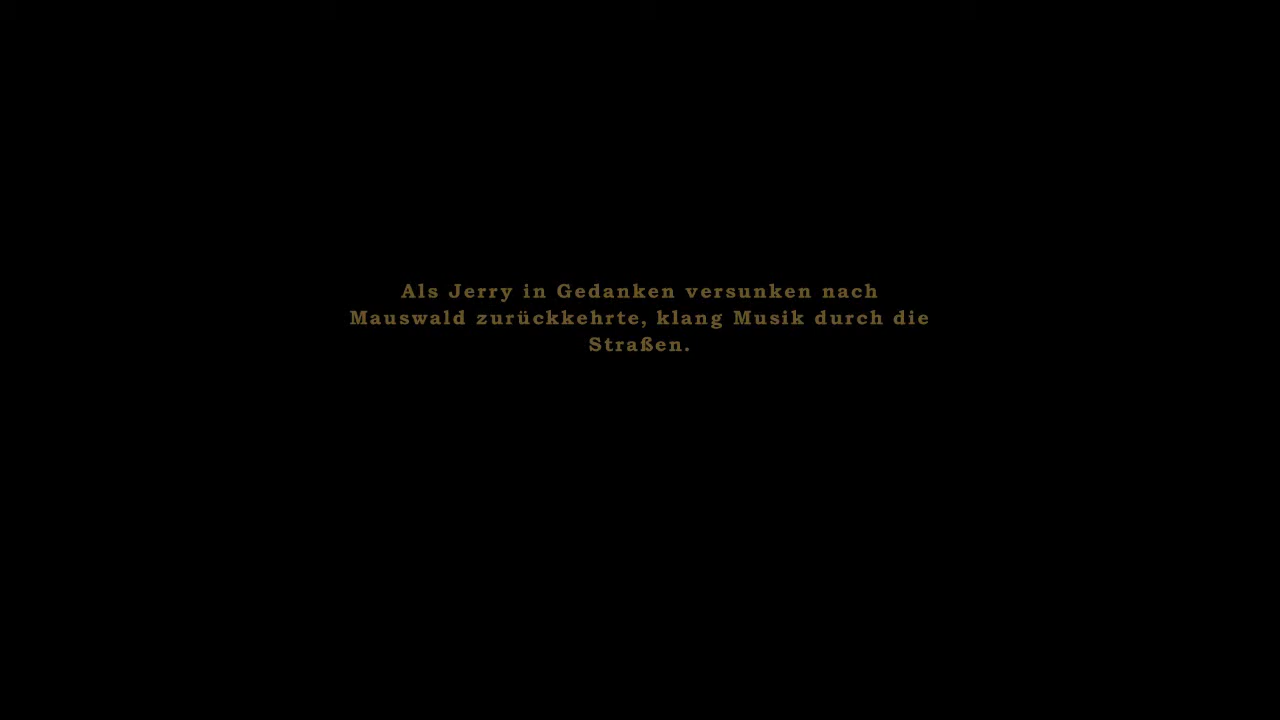 Als Jerry in Gedanken versunken nach
Mauswald zurückkehrte, klang Musik durch die
Straßen.